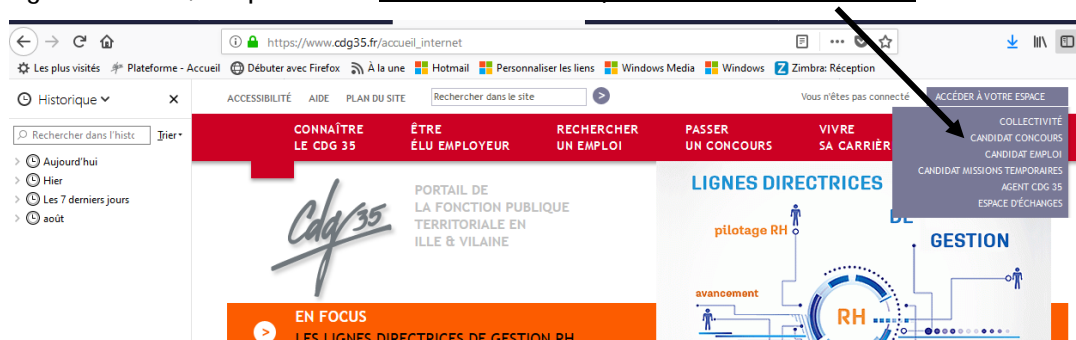 https://www.cdg35.fr/accueil_internet
Les plus visités Plateforme - Accueil Débuter avec Firefox À la une Hotmail Personnaliser les liens Windows Media Windows Zimbra: Réception
Historique
Rechercher dans l'histo
Trier
Aujourd'hui
Hier
Les 7 derniers jours
août
ACCESSIBILITÉ AIDE PLAN DU SITE Rechercher dans le site Vous n'êtes pas connecté ACCÉDER À VOTRE ESPACE
COLLECTIVITÉ
CANDIDAT CONCOURS
CANDIDAT EMPLOI
CANDIDAT MISSIONS TEMPORAIRES
AGENT CDG 35
ESPACE D'ÉCHANGES
CONNAÎTRE
LE CDG 35
ÊTRE
ÉLU EMPLOYEUR
RECHERCHER
UN EMPLOI
PASSER
UN CONCOURS
VIVRE
SA CARRIÈR
Cdg 35
PORTAIL DE
LA FONCTION PUBLIQUE
TERRITORIALE EN
ILLE & VILAINE
LIGNES DIRECTRICES
DE
GESTION
pilotage RH
avancement
RH
EN FOCUS
LES LIGNES DIRECTRICES DE GESTION RH